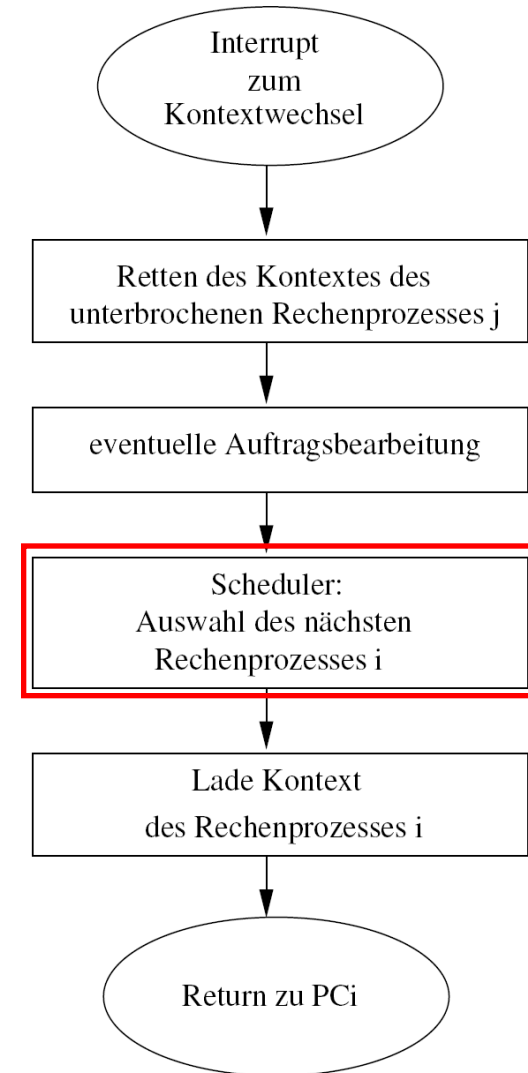 Interrupt
zum
Kontextwechsel
Retten des Kontextes des
unterbrochenen Rechenprozesses j
eventuelle Auftragsbearbeitung
Scheduler:
Auswahl des nächsten
Rechenprozesses i
Lade Kontext
des Rechenprozesses i
Return zu PCi